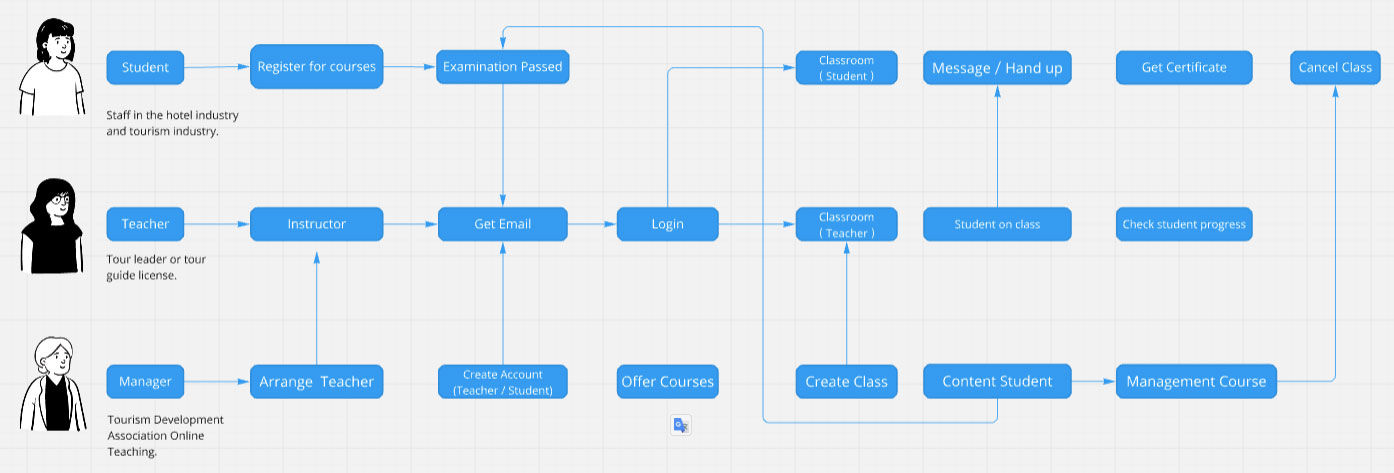 Student
Register for courses
Examination Passed
Classroom
( Student )
Message / Hand up
Get Certificate
Cancel Class
Staff in the hotel industry
and tourism industry.
Teacher
Instructor
Get Email
Login
Classroom
( Teacher )
Student on class
Check student progress
Tour leader or tour
guide license.
Manager
Arrange Teacher
Create Account
(Teacher / Student)
Offer Courses
Create Class
Content Student
Management Course
Tourism Development
Association Online
Teaching.